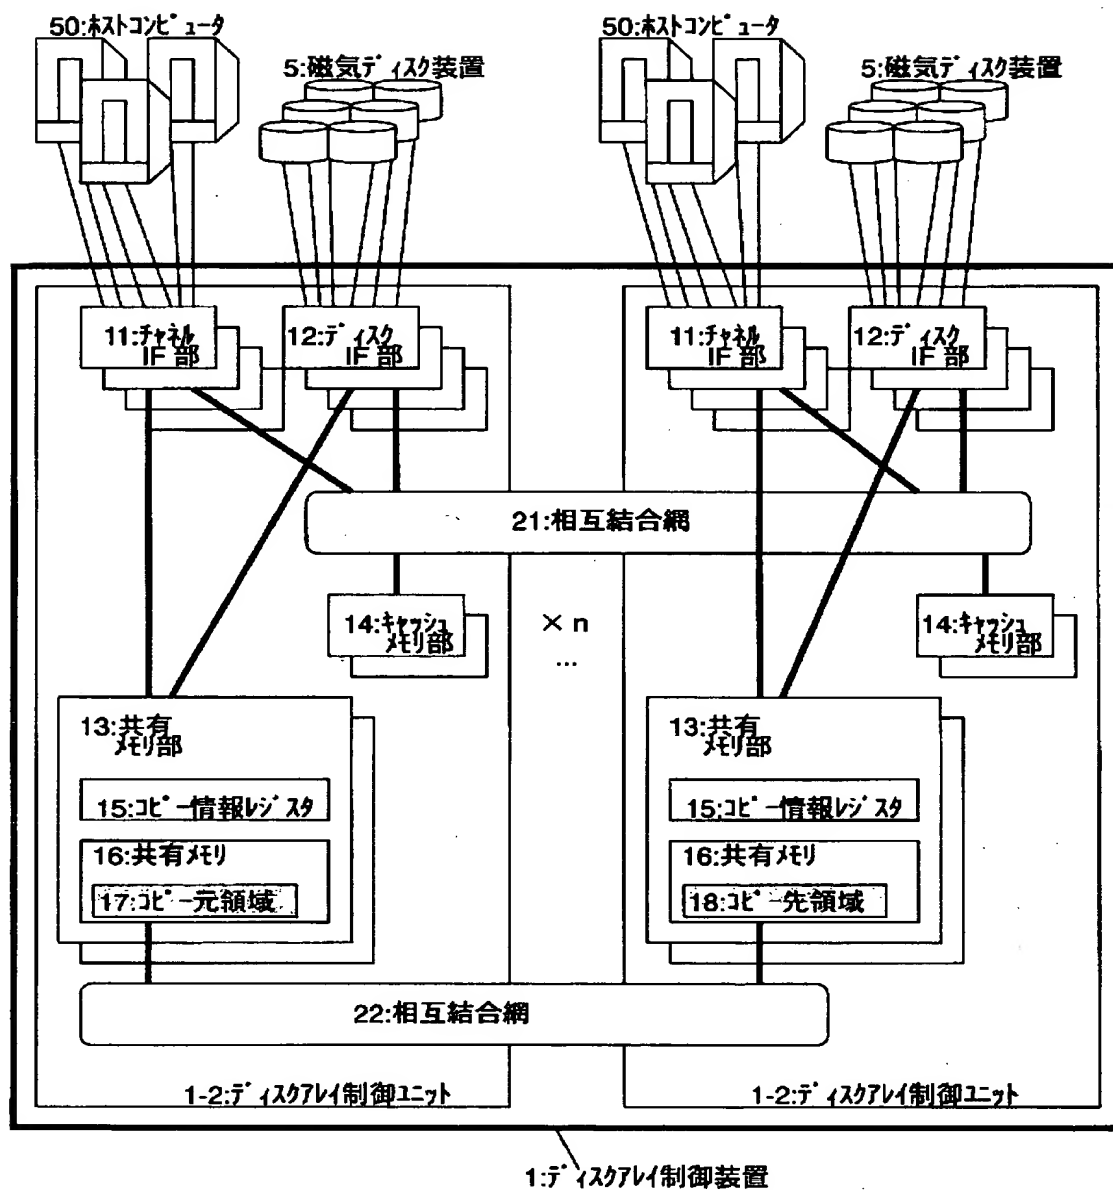 50:ﾎｽﾄｺﾝﾋﾟｭｰﾀ
50:ﾎｽﾄｺﾝﾋﾟｭｰﾀ
5:磁気ディスク装置
5:磁気ディスク装置
11:ﾁｬﾈﾙ
IF 部
12:ﾃﾞｨｽｸ
IF 部
11:ﾁｬﾈﾙ
IF 部
12:ﾃﾞｨｽｸ
IF 部
21:相互結合網
14:ｷｬｯｼｭ
ﾒﾓﾘ部
× n
...
14:ｷｬｯｼｭ
ﾒﾓﾘ部
13:共有
ﾒﾓﾘ部
13:共有
ﾒﾓﾘ部
15:ｺﾋﾟｰ情報ﾚｼﾞｽﾀ
15:ｺﾋﾟｰ情報ﾚｼﾞｽﾀ
16:共有ﾒﾓﾘ
16:共有ﾒﾓﾘ
17:ｺﾋﾟｰ元領域
18:ｺﾋﾟｰ先領域
22:相互結合網
1-2:ﾃﾞｨｽｸｱﾚｲ制御ﾕﾆｯﾄ
1-2:ﾃﾞｨｽｸｱﾚｲ制御ﾕﾆｯﾄ
1:ﾃﾞｨｽｸｱﾚｲ制御装置